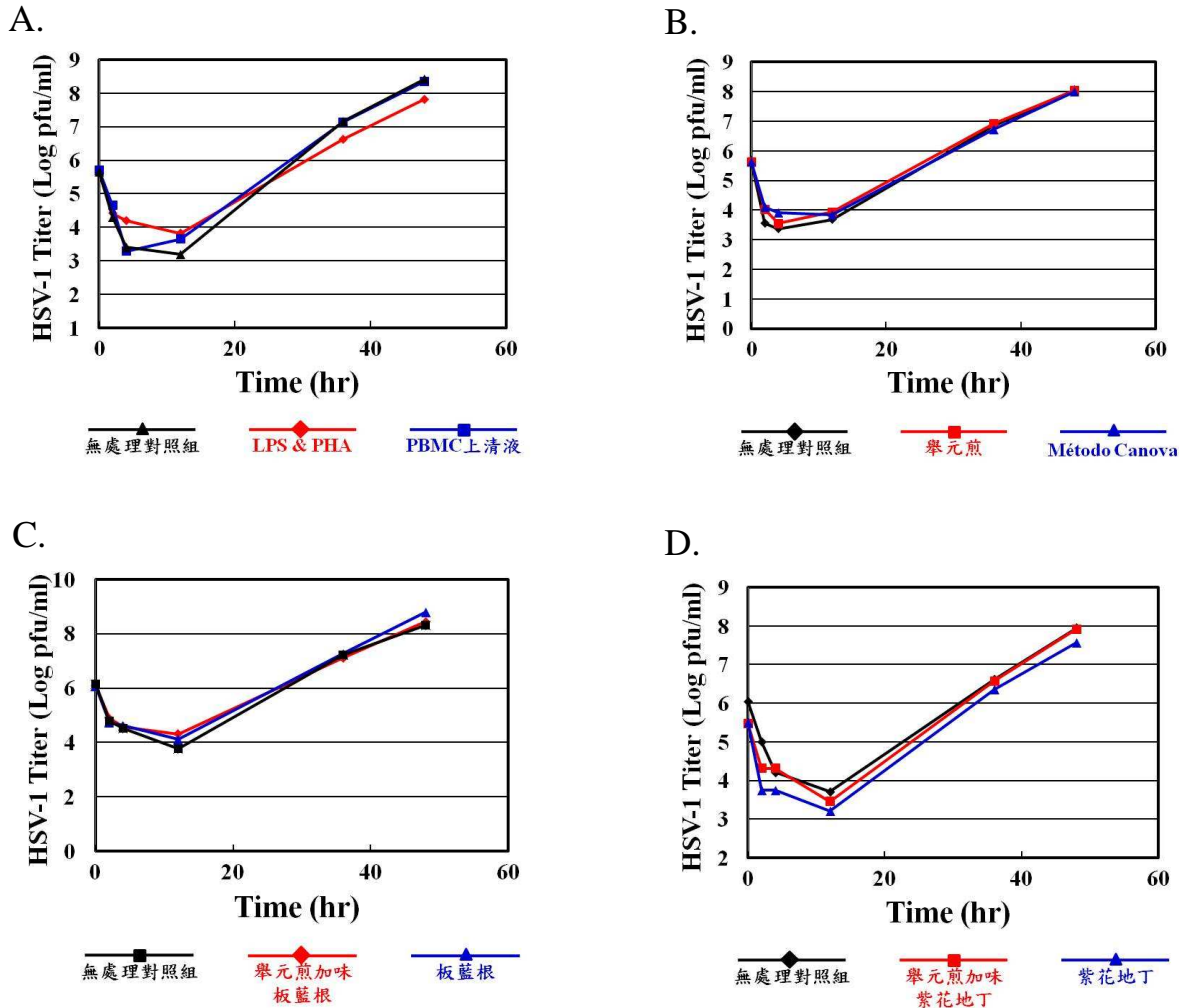 A.
HSV-1 Titer (Log pfu/ml)
9
8
7
6
5
4
3
2
1
0 20 40 60
Time (hr)
無處理對照組 LPS & PHA PBMC上清液
B.
HSV-1 Titer (Log pfu/ml)
9
8
7
6
5
4
3
2
1
0
0 20 40 60
Time (hr)
無處理對照組 舉元煎 Método Canova
C.
HSV-1 Titer (Log pfu/ml)
10
8
6
4
2
0
0 20 40 60
Time (hr)
無處理對照組 舉元煎加味 板藍根
板藍根
D.
HSV-1 Titer (Log pfu/ml)
9
8
7
6
5
4
3
2
0 20 40 60
Time (hr)
無處理對照組 舉元煎加味 紫花地丁
紫花地丁